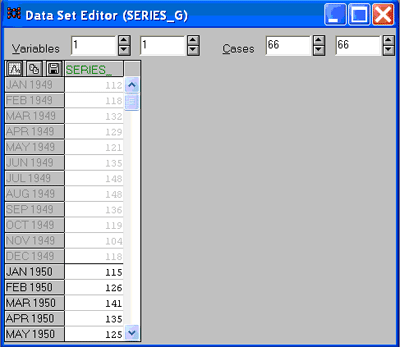 Data Set Editor (SERIES_G)
Variables 1 1 Cases 66 66
SERIES_
JAN 1949 112
FEB 1949 118
MAR 1949 132
APR 1949 129
MAY 1949 121
JUN 1949 135
JUL 1949 148
AUG 1949 148
SEP 1949 136
OCT 1949 119
NOV 1949 104
DEC 1949 118
JAN 1950 115
FEB 1950 126
MAR 1950 141
APR 1950 135
MAY 1950 125